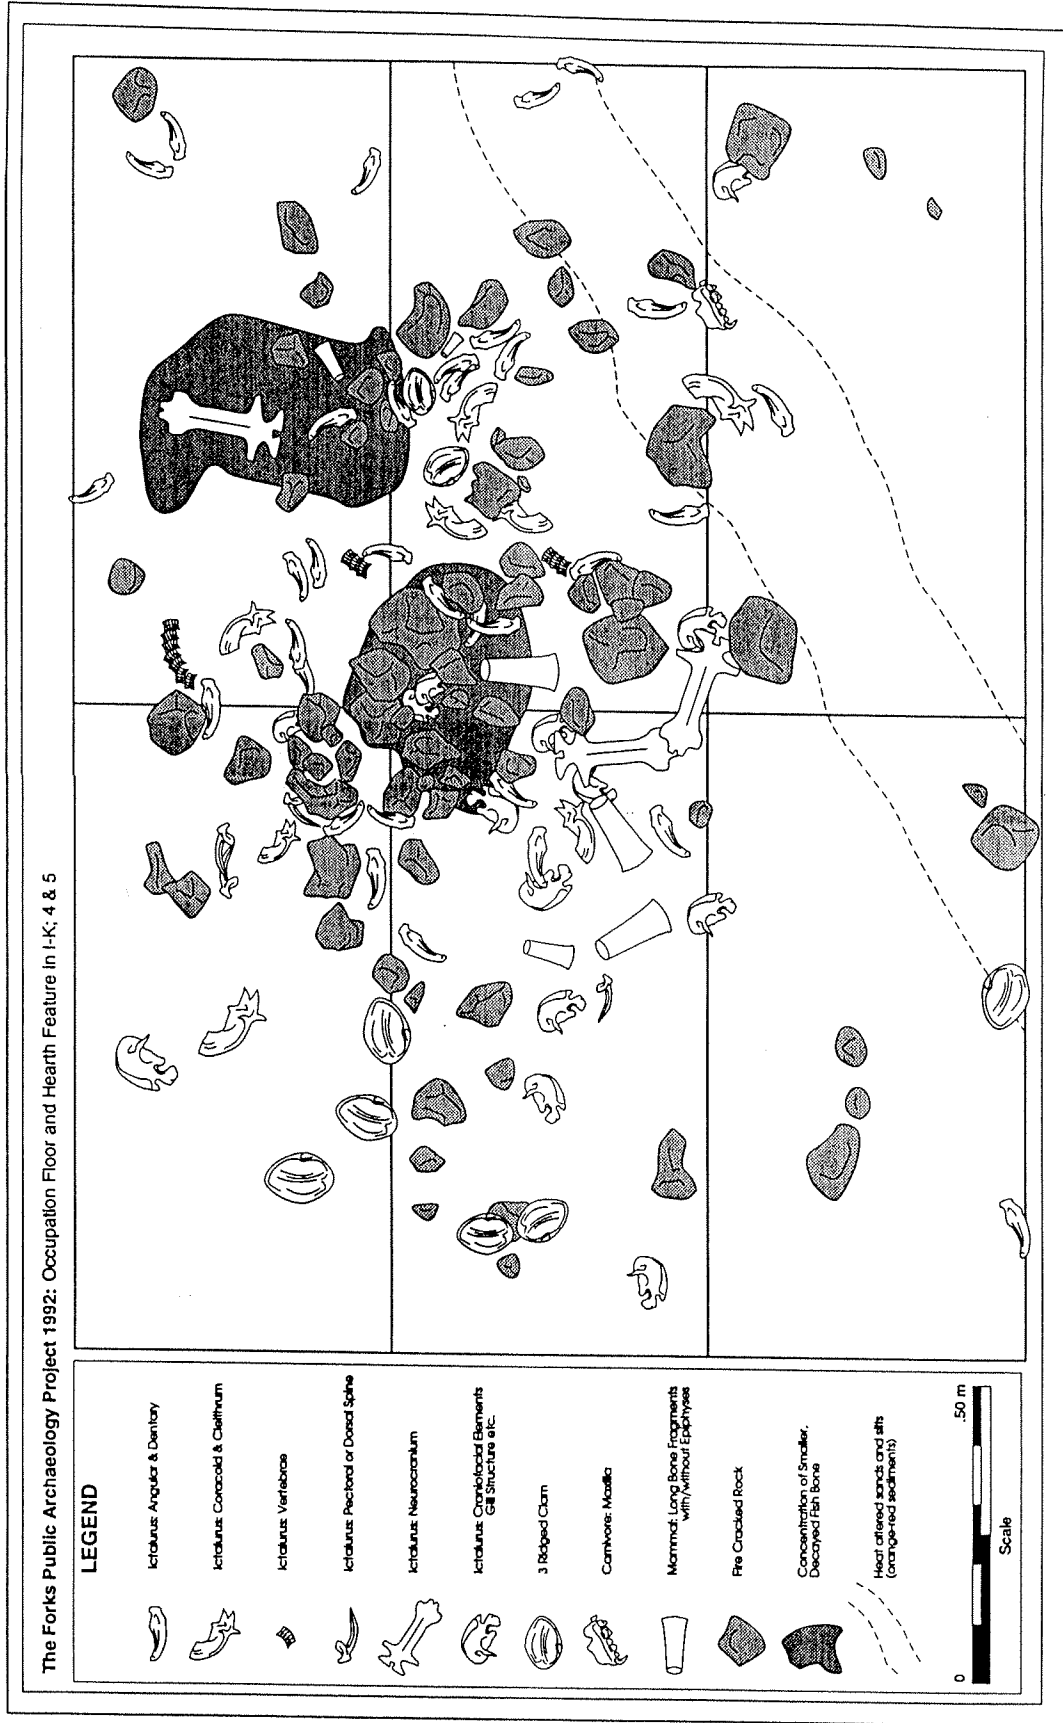 The Forks Public Archaeology Project 1992: Occupation Floor and Hearth Feature in I-K; 4 & 5
LEGEND
Ictalurus: Angular & Dentary
Ictalurus: Coracoid & Cleithrum
Ictalurus: Vertebrae
Ictalurus: Pectoral or Dorsal Spine
Ictalurus: Neurocranium
Ictalurus: Craniofacial Elements
Gill Structure etc.
3 Ridged Clam
Carnivore: Maxilla
Mammal: Long Bone Fragments
with/without Epiphyses
Fire Cracked Rock
Concentration of Smaller,
Decayed Fish Bone
Heat altered sands and silts
(orange-red sediments)
0
.50 m
Scale